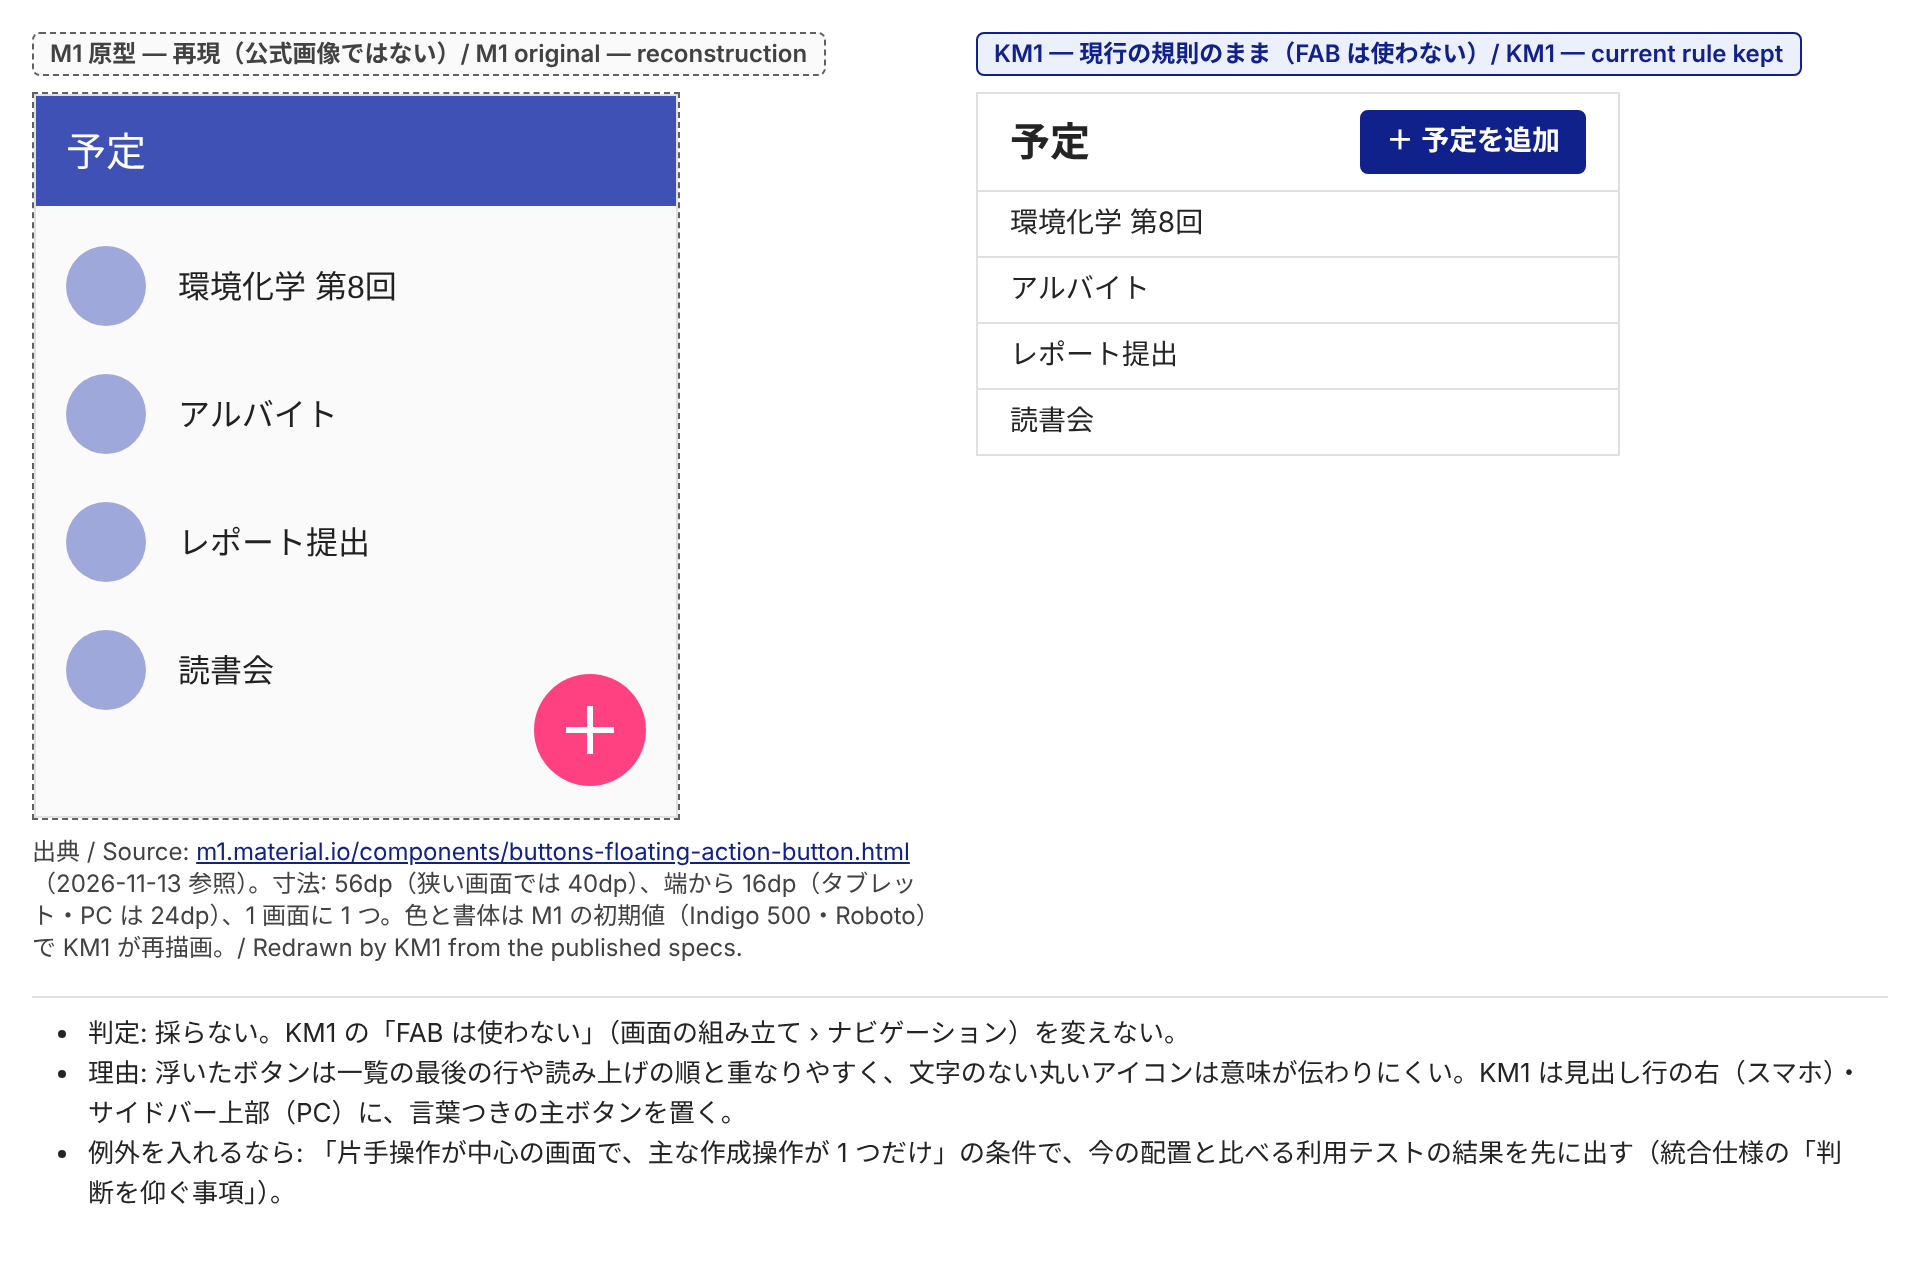 M1 原型 — 再現（公式画像ではない）/ M1 original — reconstruction
予定
環境化学 第8回
アルバイト
レポート提出
読書会
+
出典 / Source: m1.material.io/components/buttons-floating-action-button.html
（2026-11-13 参照）。寸法: 56dp（狭い画面では 40dp）、端から 16dp（タブレッ
ト・PC は 24dp）、1 画面に 1 つ。色と書体は M1 の初期値（Indigo 500・Roboto）
で KM1 が再描画。/ Redrawn by KM1 from the published specs.
KM1 — 現行の規則のまま（FAB は使わない）/ KM1 — current rule kept
予定
＋ 予定を追加
環境化学 第8回
アルバイト
レポート提出
読書会
• 判定: 採らない。KM1 の「FAB は使わない」（画面の組み立て › ナビゲーション）を変えない。
• 理由: 浮いたボタンは一覧の最後の行や読み上げの順と重なりやすく、文字のない丸いアイコンは意味が伝わりにくい。KM1 は見出し行の右（スマホ）・
サイドバー上部（PC）に、言葉つきの主ボタンを置く。
• 例外を入れるなら: 「片手操作が中心の画面で、主な作成操作が 1 つだけ」の条件で、今の配置と比べる利用テストの結果を先に出す（統合仕様の「判
断を仰ぐ事項」）。